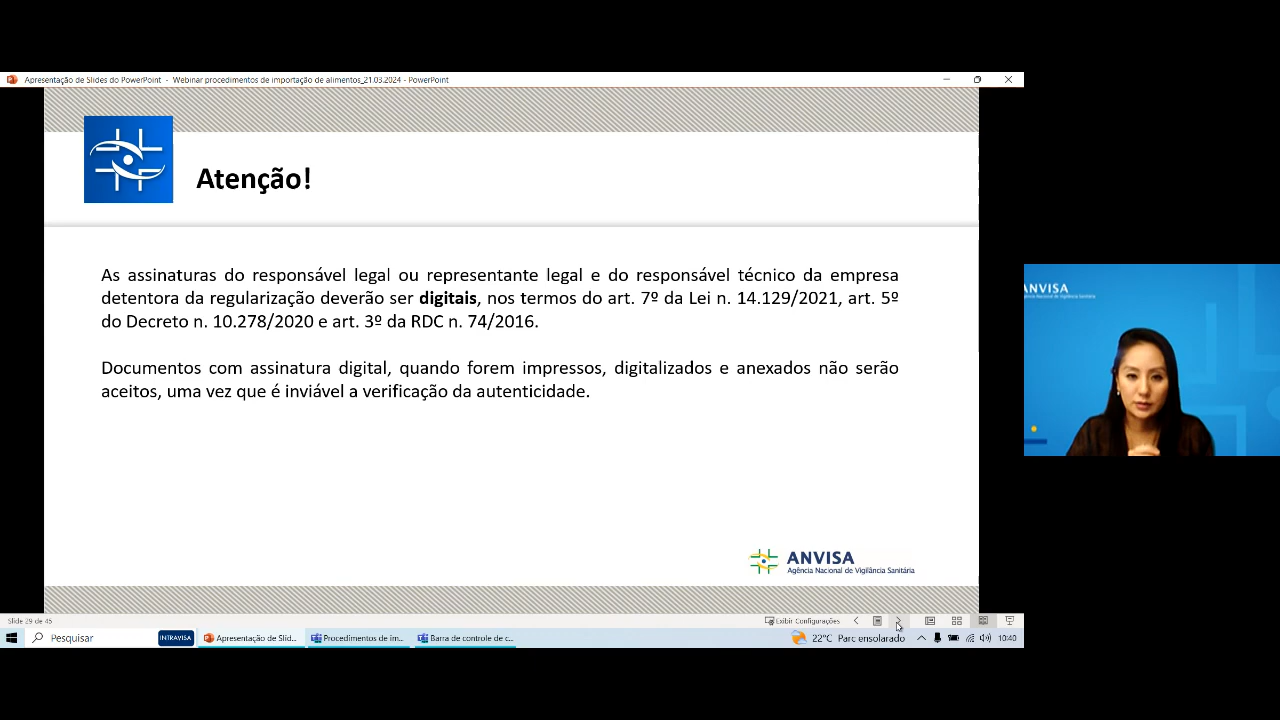 Apresentação de Slides do PowerPoint - Webinar procedimentos de importação de alimentos_21.03.2024 - PowerPoint
Atenção!
As assinaturas do responsável legal ou representante legal e do responsável técnico da empresa
detentora da regularização deverão ser digitais, nos termos do art. 7º da Lei n. 14.129/2021, art. 5º
do Decreto n. 10.278/2020 e art. 3º da RDC n. 74/2016.
Documentos com assinatura digital, quando forem impressos, digitalizados e anexados não serão
aceitos, uma vez que é inviável a verificação da autenticidade.
ANVISA
Agência Nacional de Vigilância Sanitária
ANVISA
Agência Nacional de Vigilância Sanitária
Slide 29 de 45
Exibir Configurações
Pesquisar
INTRAVISA
Apresentação de Slid...
Procedimentos de im...
Barra de controle de c...
22°C Parc ensolarado
10:40